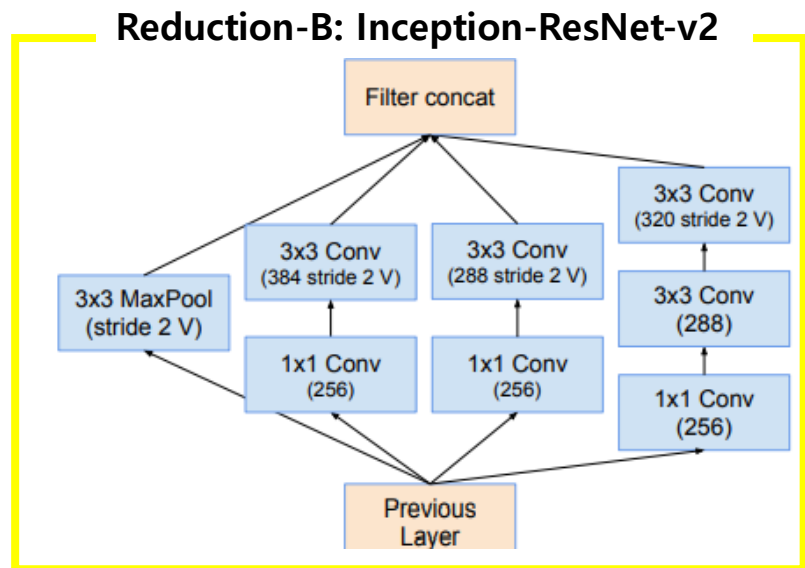 Reduction-B: Inception-ResNet-v2
Filter concat
3x3 Conv
(320 stride 2 V)
3x3 Conv
(384 stride 2 V)
3x3 Conv
(288 stride 2 V)
3x3 MaxPool
(stride 2 V)
3x3 Conv
(288)
1x1 Conv
(256)
1x1 Conv
(256)
1x1 Conv
(256)
Previous
Layer